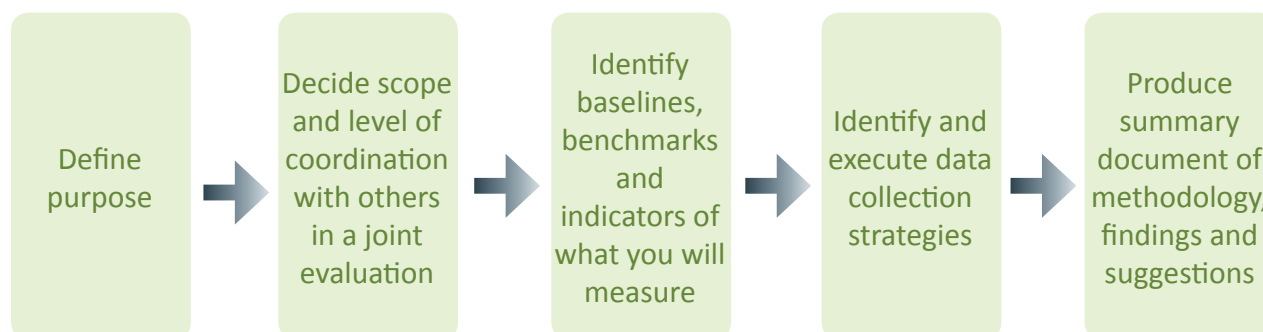 Define
purpose
Decide scope
and level of
coordination
with others
in a joint
evaluation
Identify
baselines,
benchmarks
and
indicators of
what you will
measure
Identify and
execute data
collection
strategies
Produce
summary
document of
methodology,
findings and
suggestions